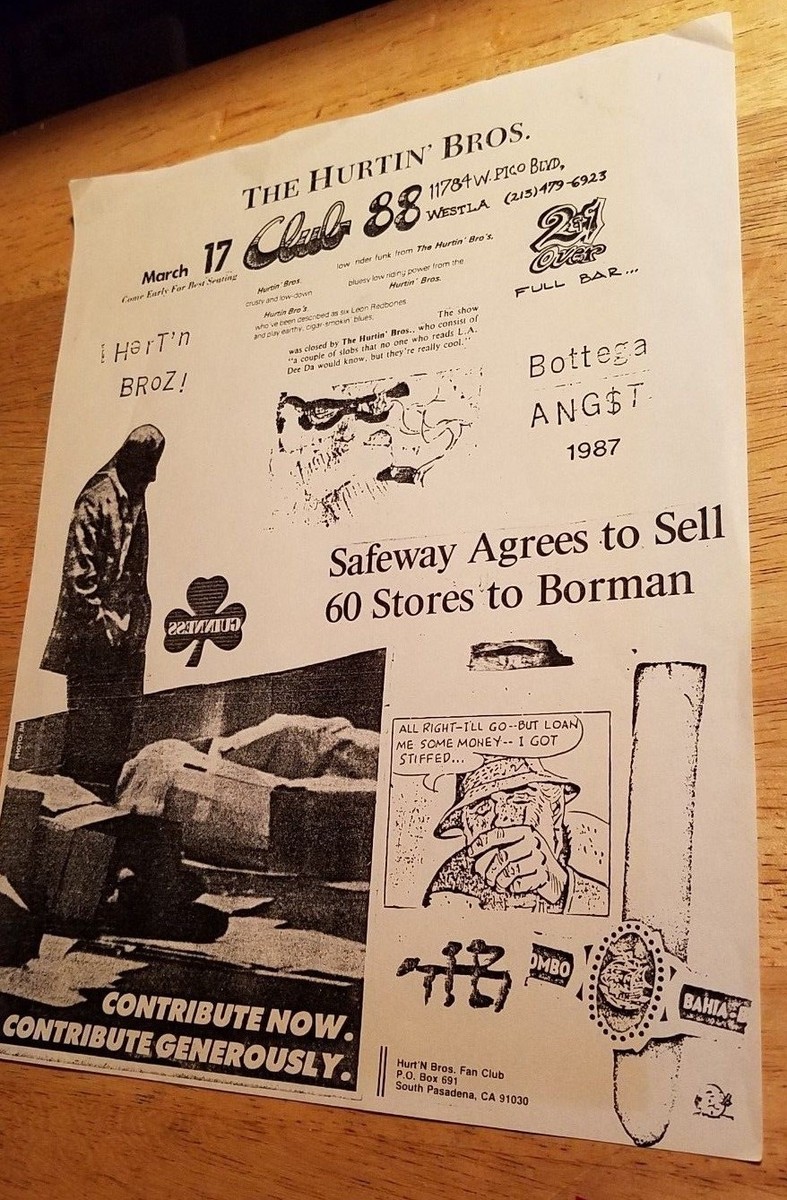 THE HURTIN' BROS.
March 17
Club 88
11784 W. PICO BLVD,
WEST LA (213) 479-6923
Come Early For Best Seating
21 & Over
FULL BAR...
low rider funk from The Hurtin' Bro's.
Hurtin' Bros.
crusty and low-down
bluesy low riding power from the
Hurtin' Bros.
Hurtin Bro's.
who've been described as six Leon Redbones
and play earthy, cigar-smokin' blues.
The show
was closed by The Hurtin' Bros., who consist of
"a couple of slobs that no one who reads L.A.
Dee Da would know, but they're really cool."
HarT'n
BROZ!
Bottega
ANG$T
1987
Safeway Agrees to Sell
60 Stores to Borman
GUINNESS
ALL RIGHT-I'LL GO--BUT LOAN
ME SOME MONEY-- I GOT
STIFFED...
OMBO
BAHIA
CONTRIBUTE NOW.
CONTRIBUTE GENEROUSLY.
Hurt'N Bros. Fan Club
P.O. Box 691
South Pasadena, CA 91030